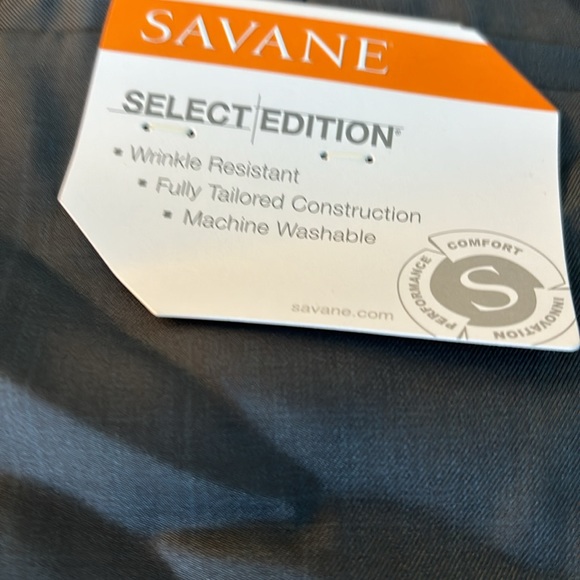 SAVANE
SELECT EDITION®
▪ Wrinkle Resistant
▪ Fully Tailored Construction
▪ Machine Washable
savane.com
COMFORT
INNOVATION
PERFORMANCE
S